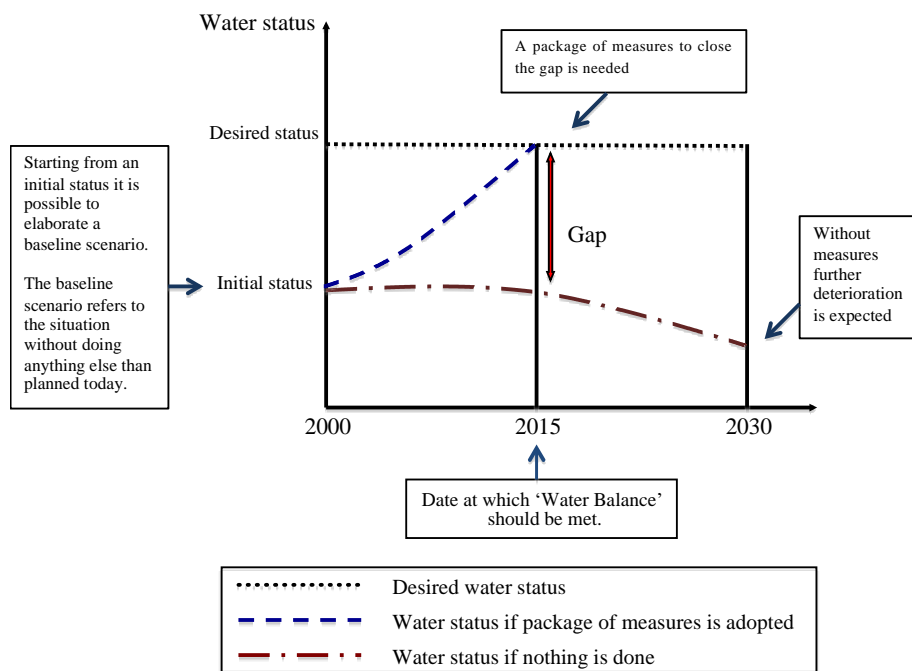 Water status
A package of measures to close
the gap is needed
Desired status
Starting from an
initial status it is
possible to
elaborate a
baseline scenario.
The baseline
scenario refers to
the situation
without doing
anything else than
planned today.
Gap
Initial status
Without
measures
further
deterioration
is expected
2000
2015
2030
Date at which ‘Water Balance’
should be met.
Desired water status
Water status if package of measures is adopted
Water status if nothing is done